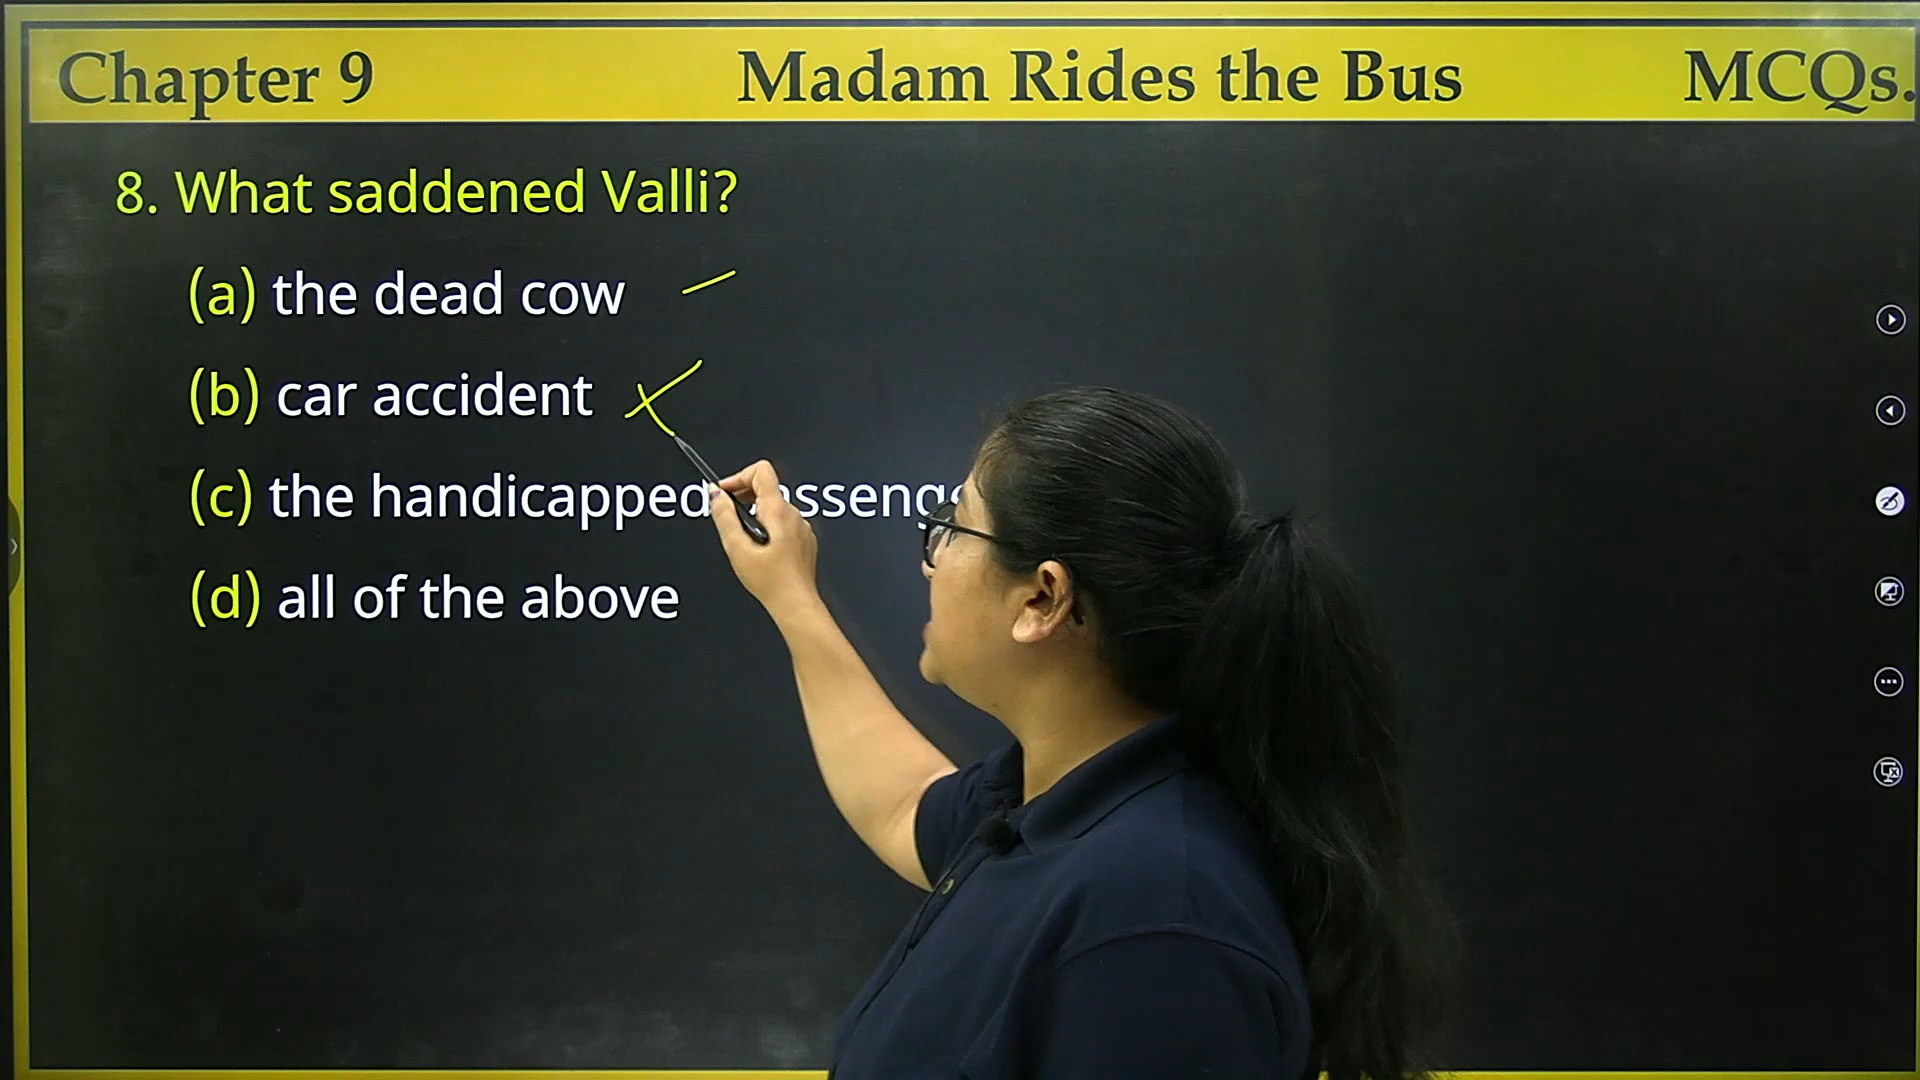 Chapter 9 Madam Rides the Bus MCQs.
8. What saddened Valli?
(a) the dead cow
(b) car accident
(c) the handicapped
(d) all of the above